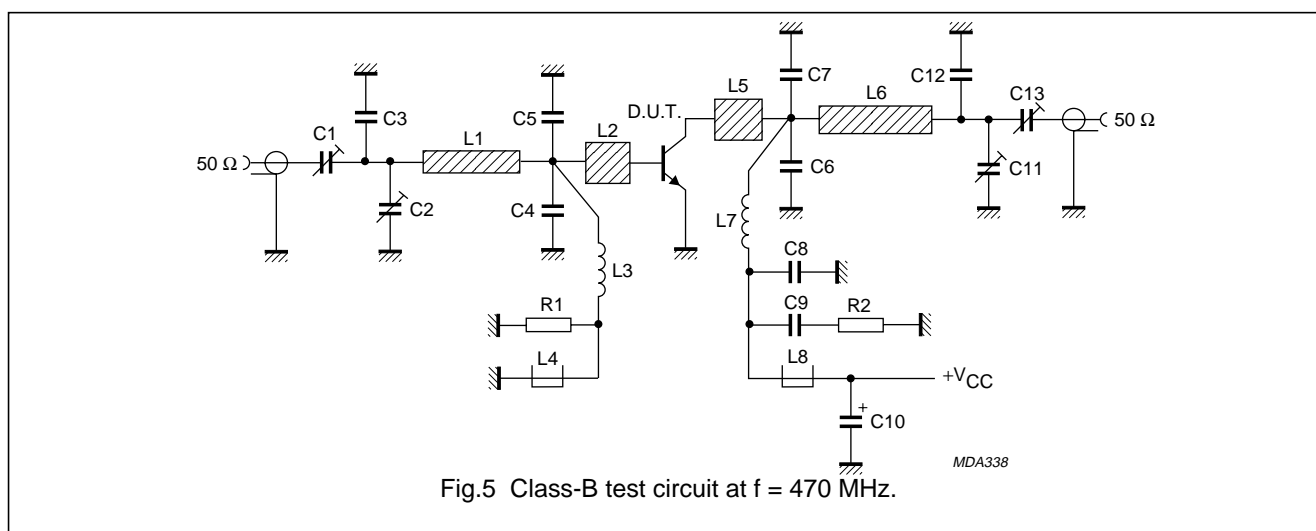 C7
C12
C13
L5
L6
D.U.T.
C3
C5
C1
L1
L2
50 Ω
50 Ω
C2
C4
C6
C11
L7
L3
C8
R1
C9
R2
L4
L8
+VCC
+
C10
MDA338
Fig.5 Class-B test circuit at f = 470 MHz.